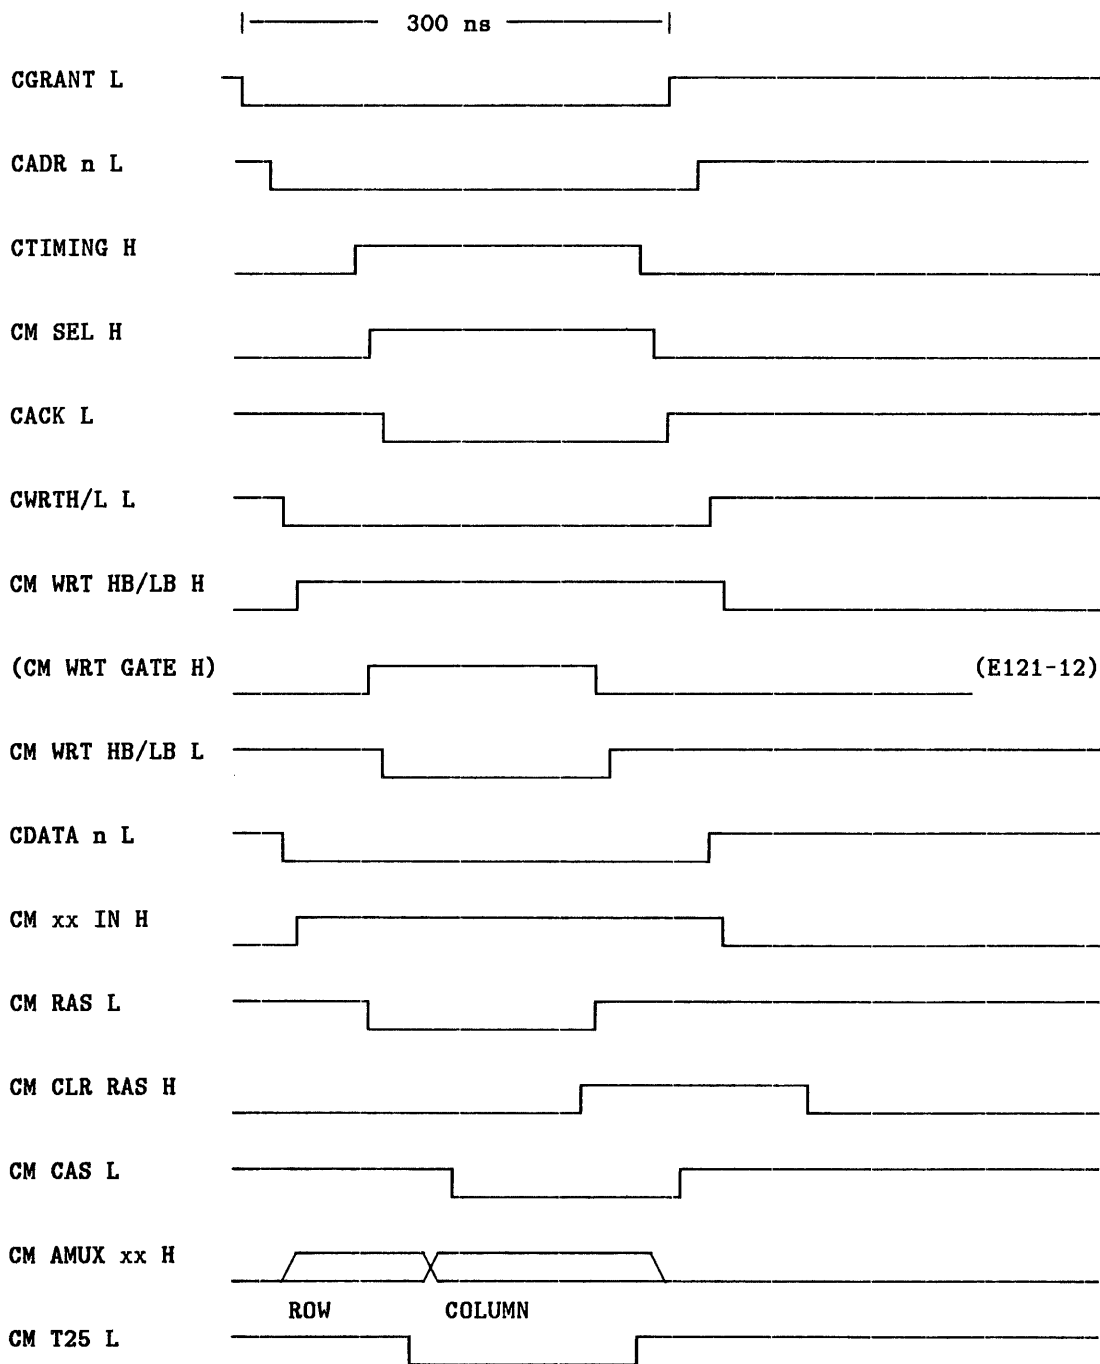 300 ns
CGRANT L
CADR n L
CTIMING H
CM SEL H
CACK L
CWRTH/L L
CM WRT HB/LB H
(CM WRT GATE H) (E121-12)
CM WRT HB/LB L
CDATA n L
CM xx IN H
CM RAS L
CM CLR RAS H
CM CAS L
CM AMUX xx H
ROW COLUMN
CM T25 L